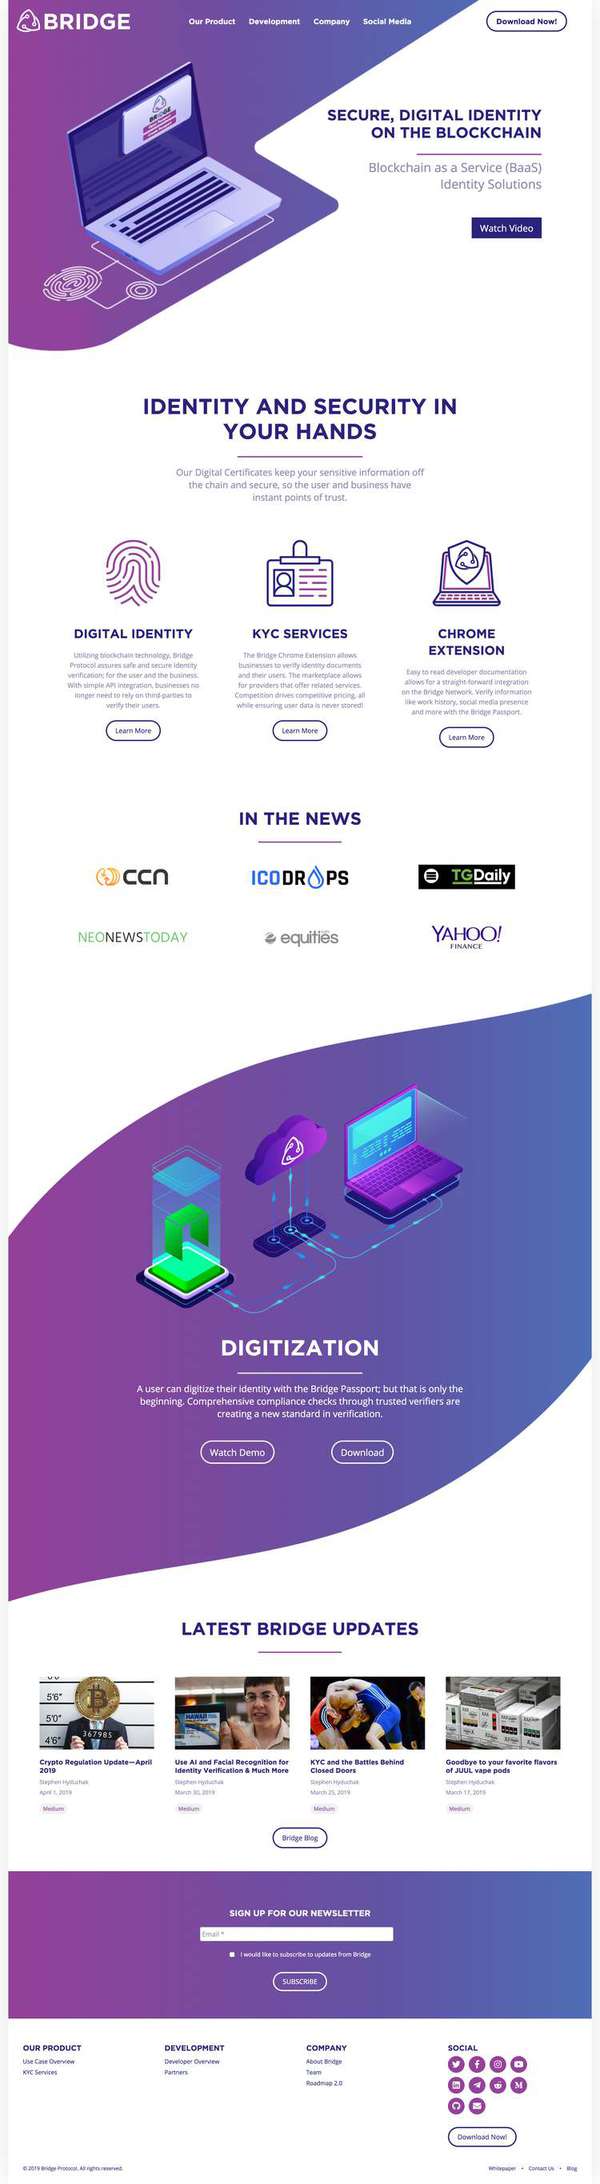 BRIDGE
Our Product
Development
Company
Social Media
Download Now!
BRIDGE
SECURE, DIGITAL IDENTITY
ON THE BLOCKCHAIN
Blockchain as a Service (BaaS)
Identity Solutions
Watch Video
IDENTITY AND SECURITY IN
YOUR HANDS
Our Digital Certificates keep your sensitive information off
the chain and secure, so the user and business have
instant points of trust.
DIGITAL IDENTITY
Utilizing blockchain technology, Bridge
Protocol assures safe and secure identity
verification; for the user and the business.
With simple API integration, businesses no
longer need to rely on third-parties to
verify their users.
Learn More
KYC SERVICES
The Bridge Chrome Extension allows
businesses to verify identity documents
and their users. The marketplace allows
for providers that offer related services.
Competition drives competitive pricing, all
while ensuring user data is never stored!
Learn More
CHROME
EXTENSION
Easy to read developer documentation
allows for a straight-forward integration
on the Bridge Network. Verify information
like work history, social media presence
and more with the Bridge Passport.
Learn More
IN THE NEWS
CCN
ICODROPS
TGDaily
NEONEWSTODAY
equities
YAHOO!
FINANCE
DIGITIZATION
A user can digitize their identity with the Bridge Passport; but that is only the
beginning. Comprehensive compliance checks through trusted verifiers are
creating a new standard in verification.
Watch Demo
Download
LATEST BRIDGE UPDATES
5'6"
5'0"
4'6"
367985
Crypto Regulation Update—April
2019
Stephen Hyduchak
April 1, 2019
Medium
HAWAII
Use AI and Facial Recognition for
Identity Verification & Much More
Stephen Hyduchak
March 30, 2019
Medium
KYC and the Battles Behind
Closed Doors
Stephen Hyduchak
March 25, 2019
Medium
Goodbye to your favorite flavors
of JUUL vape pods
Stephen Hyduchak
March 17, 2019
Medium
Bridge Blog
SIGN UP FOR OUR NEWSLETTER
Email *
I would like to subscribe to updates from Bridge
SUBSCRIBE
OUR PRODUCT
Use Case Overview
KYC Services
DEVELOPMENT
Developer Overview
Partners
COMPANY
About Bridge
Team
Roadmap 2.0
SOCIAL
Download Now!
© 2019 Bridge Protocol. All rights reserved.
Whitepaper • Contact Us • Blog